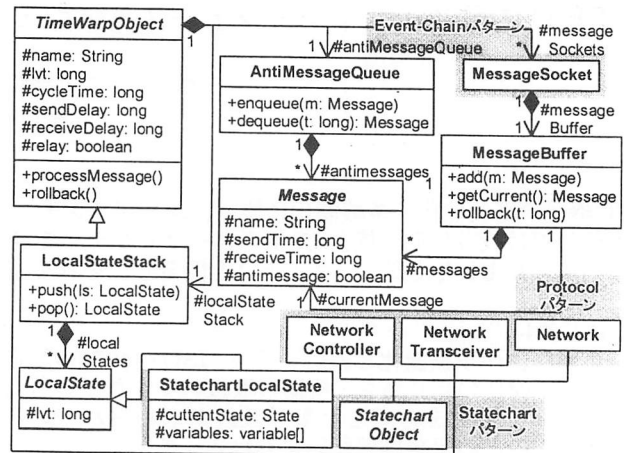 TimeWarpObject
#name: String
#lvt: long
#cycleTime: long
#sendDelay: long
#receiveDelay: long
#relay: boolean
+processMessage()
+rollback()
1
Event-Chainパターン
1
#antiMessageQueue
*
#message
Sockets
AntiMessageQueue
+enqueue(m: Message)
+dequeue(t: long): Message
MessageSocket
1
#message
Buffer
1
1
*
#antimessages
MessageBuffer
+add(m: Message)
+getCurrent(): Message
+rollback(t: long)
1
Message
#name: String
#sendTime: long
#receiveTime: long
#antimessage: boolean
1
1
*
#messages
LocalStateStack
+push(ls: LocalState)
+pop(): LocalState
1
#localState
Stack
1
#currentMessage
Protocol
パターン
1
*
#local
States
Network
Controller
Network
Transceiver
Network
LocalState
#lvt: long
StatechartLocalState
#cuttentState: State
#variables: variable[]
Statechart
Object
Statechart
パターン